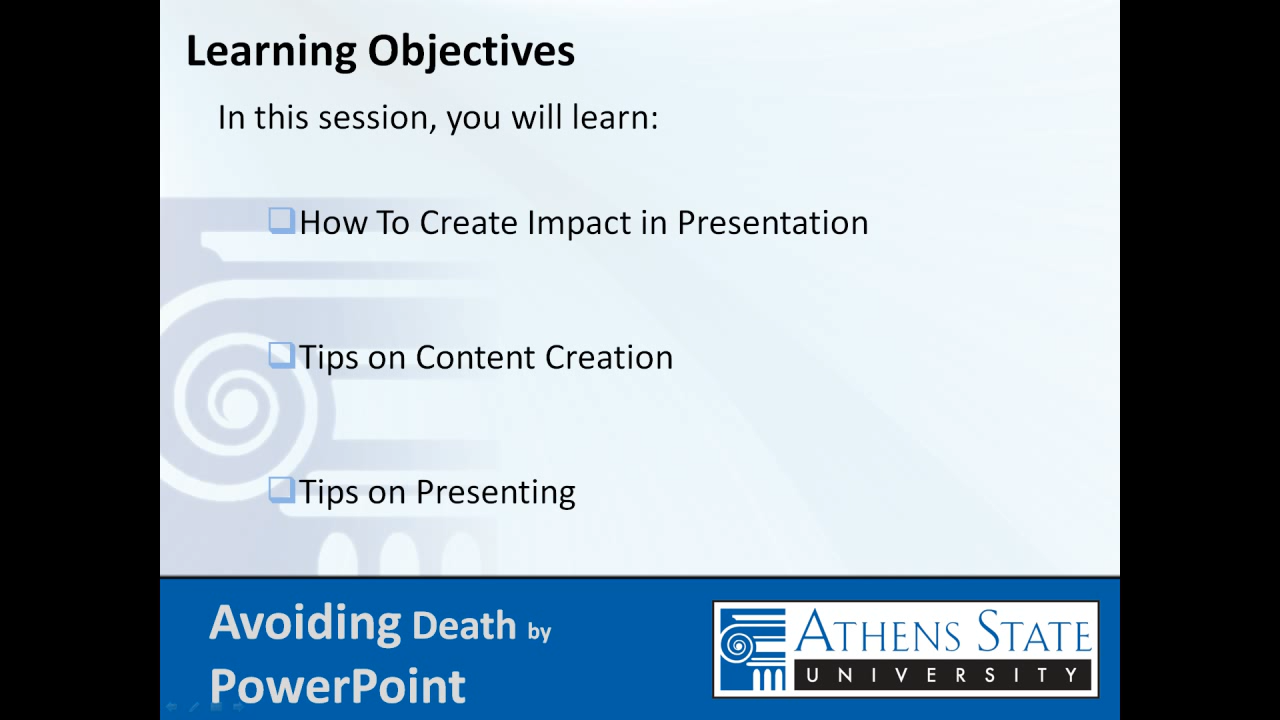 Learning Objectives
In this session, you will learn:
How To Create Impact in Presentation
Tips on Content Creation
Tips on Presenting
Avoiding Death by
PowerPoint
ATHENS STATE
UNIVERSITY